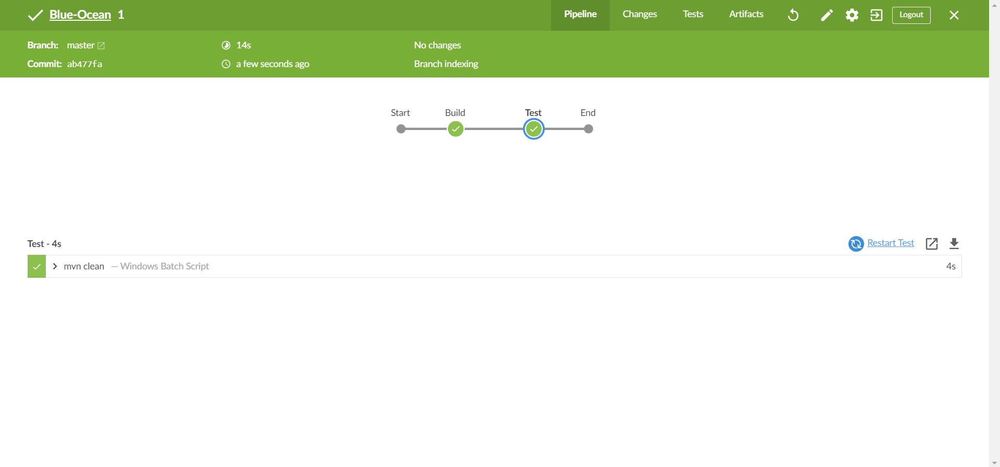 Blue-Ocean 1
Pipeline Changes Tests Artifacts Logout
Branch: master 14s No changes
Commit: ab477fa a few seconds ago Branch indexing
Start Build Test End
Test - 4s Restart Test
mvn clean — Windows Batch Script 4s